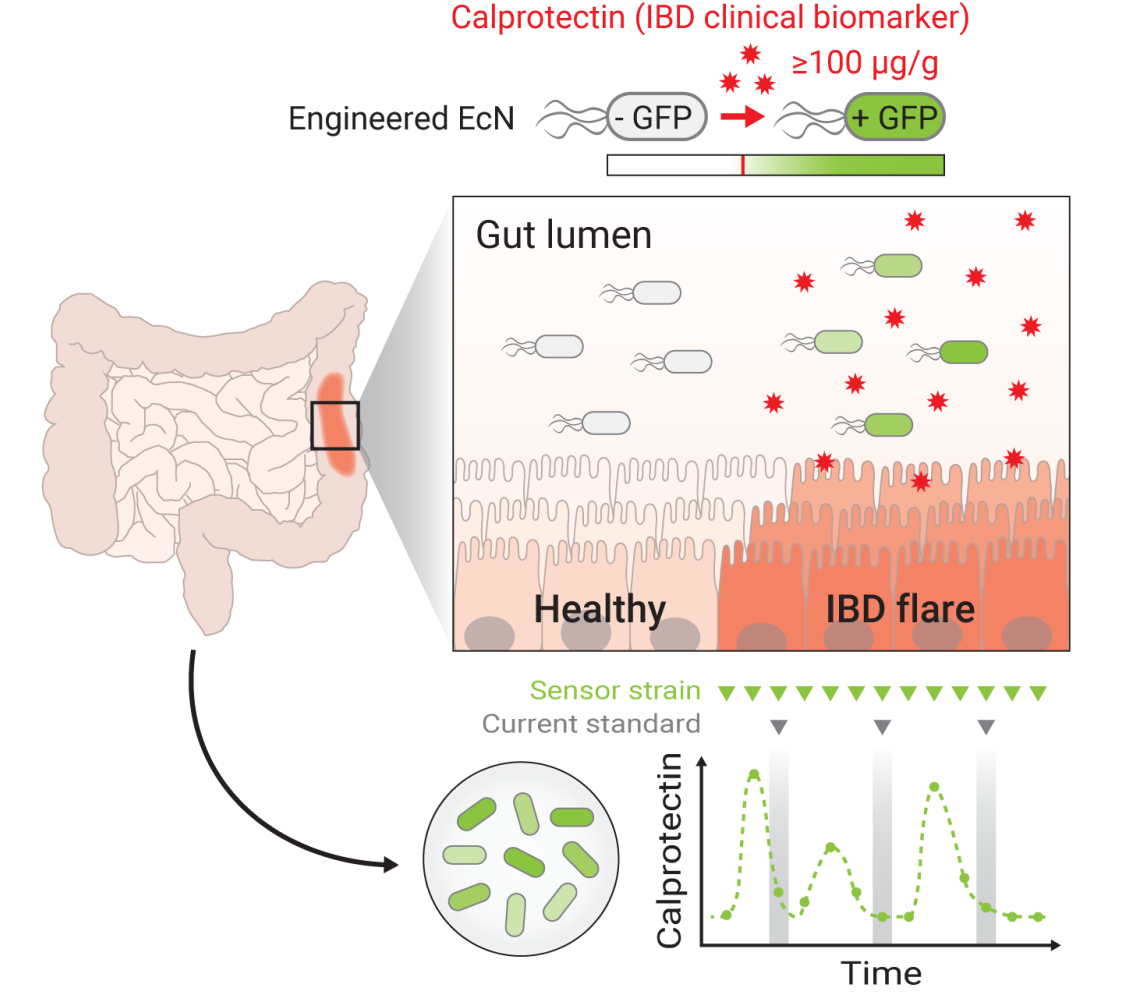 Calprotectin (IBD clinical biomarker)
≥100 µg/g
Engineered EcN
- GFP
+ GFP
Gut lumen
Healthy
IBD flare
Sensor strain
Current standard
Calprotectin
Time